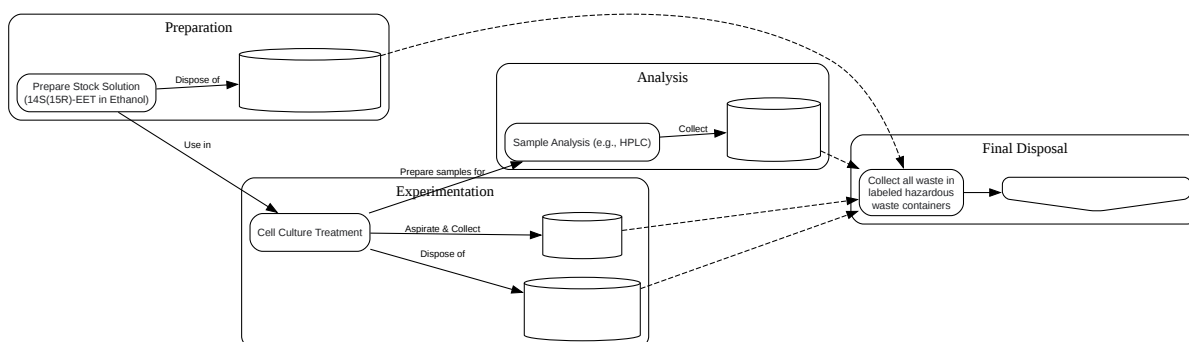 Preparation
Prepare Stock Solution
(14S(15R)-EET in Ethanol)
Dispose of
Use in
Analysis
Sample Analysis (e.g., HPLC)
Collect
Prepare samples for
Experimentation
Cell Culture Treatment
Aspirate & Collect
Dispose of
Final Disposal
Collect all waste in
labeled hazardous
waste containers